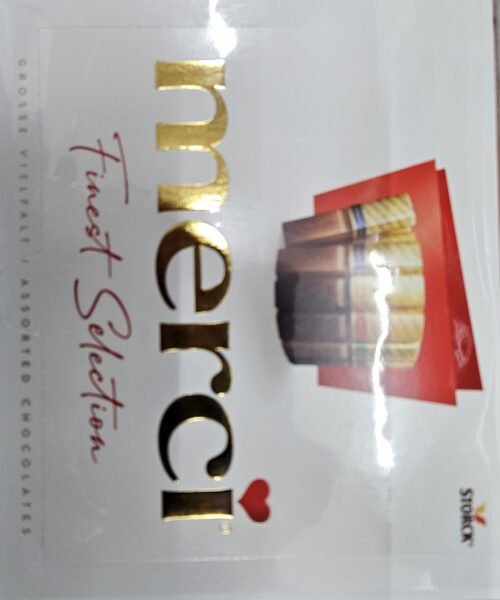 STORCK
merci
Finest Selection
GROSSE VIELFALT / ASSORTED CHOCOLATES